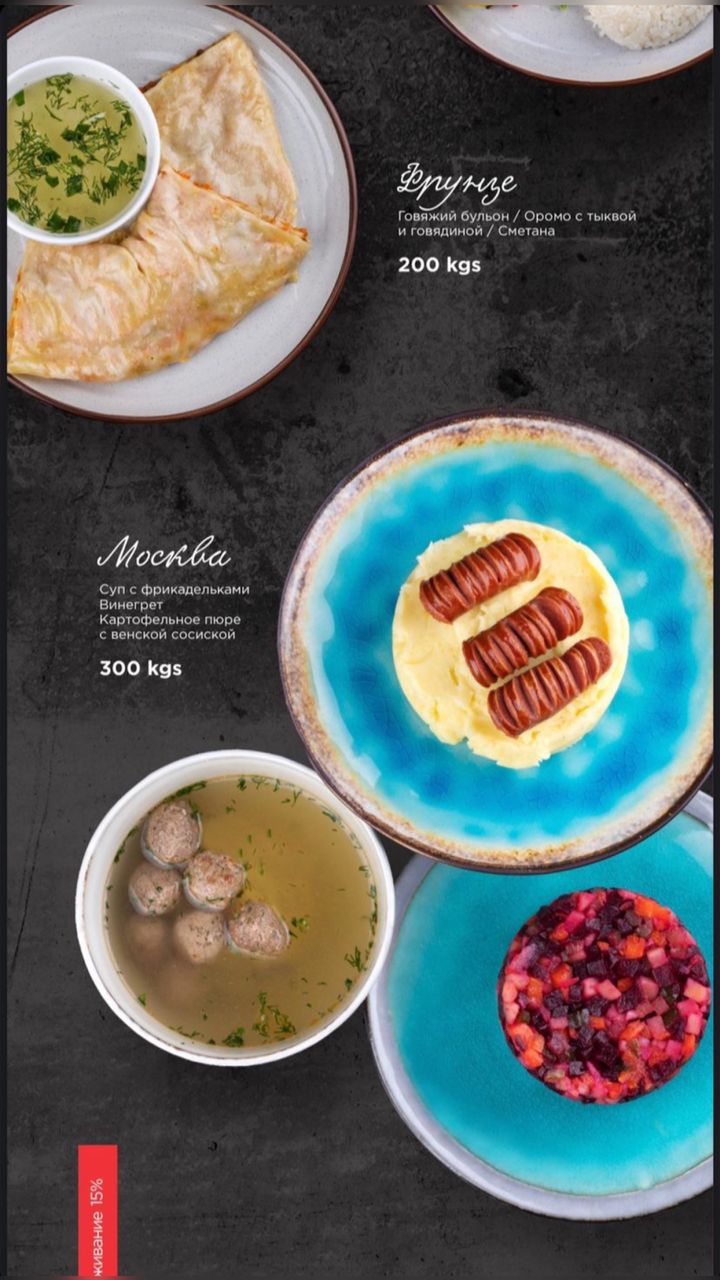 Фрунзе
Говяжий бульон / Оромо с тыквой
и говядиной / Сметана
200 kgs
Москва
Суп с фрикадельками
Винегрет
Картофельное пюре
с венской сосиской
300 kgs
живание 15%